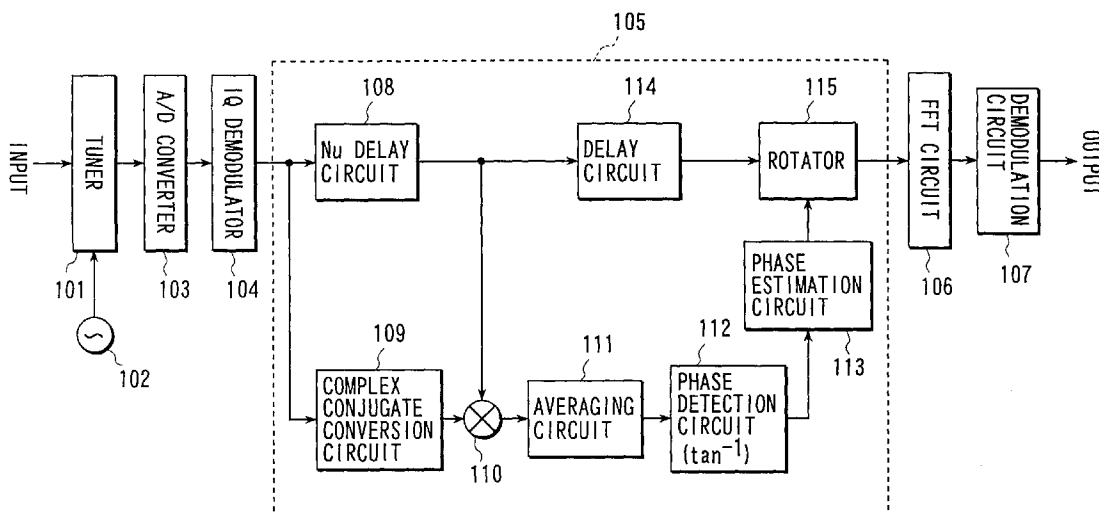 105
108
114
115
INPUT
TUNER
A/D CONVERTER
IQ DEMODULATOR
Nu DELAY
CIRCUIT
DELAY
CIRCUIT
ROTATOR
FFT CIRCUIT
DEMODULATION
CIRCUIT
OUTPUT
101
103
104
106
107
PHASE
ESTIMATION
CIRCUIT
113
102
109
111
112
COMPLEX
CONJUGATE
CONVERSION
CIRCUIT
110
AVERAGING
CIRCUIT
PHASE
DETECTION
CIRCUIT
(tan⁻¹)